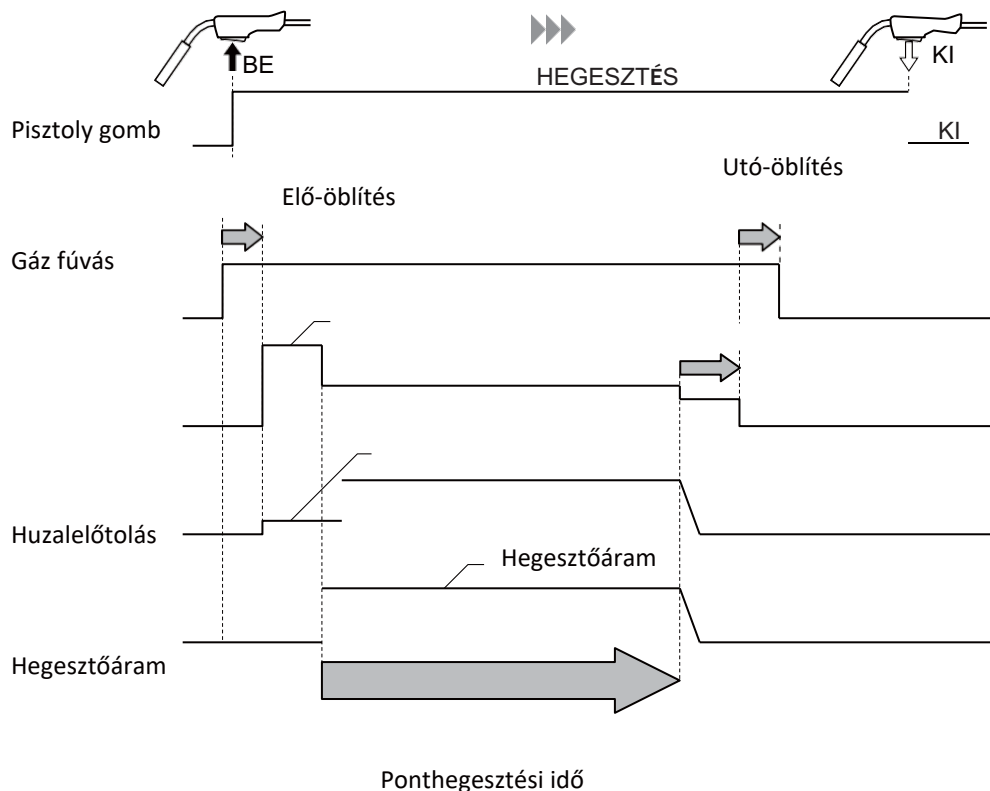 BE
KI
HEGESZTÉS
Pisztoly gomb
KI
Utó-öblítés
Elő-öblítés
Gáz fúvás
Huzalelőtolás
Hegesztőáram
Hegesztőáram
Ponthegesztési idő